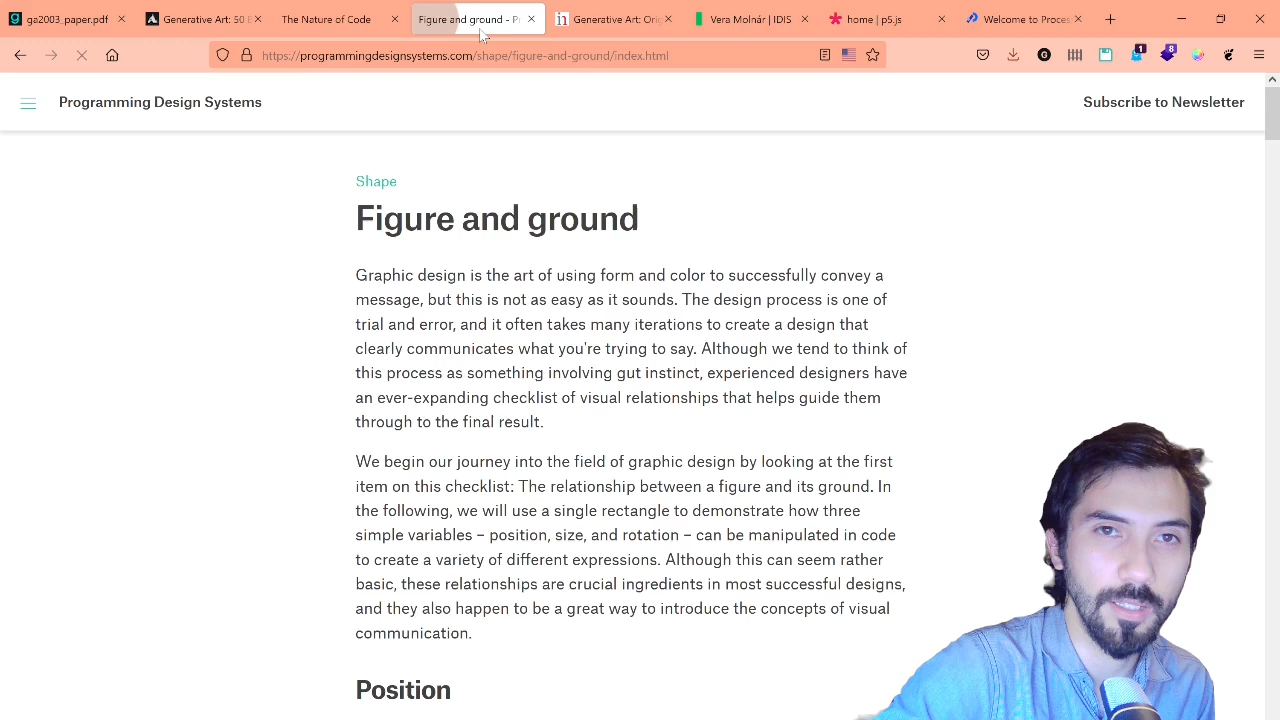 ga2003_paper.pdf
Generative Art: 50
The Nature of Code
Figure and ground - P
Generative Art: Orig
Vera Molnár | IDIS
home | p5.js
Welcome to Proces
https://programmingdesignsystems.com/shape/figure-and-ground/index.html
1
8
Programming Design Systems
Subscribe to Newsletter
Shape
Figure and ground
Graphic design is the art of using form and color to successfully convey a
message, but this is not as easy as it sounds. The design process is one of
trial and error, and it often takes many iterations to create a design that
clearly communicates what you're trying to say. Although we tend to think of
this process as something involving gut instinct, experienced designers have
an ever-expanding checklist of visual relationships that helps guide them
through to the final result.
We begin our journey into the field of graphic design by looking at the first
item on this checklist: The relationship between a figure and its ground. In
the following, we will use a single rectangle to demonstrate how three
simple variables – position, size, and rotation – can be manipulated in code
to create a variety of different expressions. Although this can seem rather
basic, these relationships are crucial ingredients in most successful designs,
and they also happen to be a great way to introduce the concepts of visual
communication.
Position